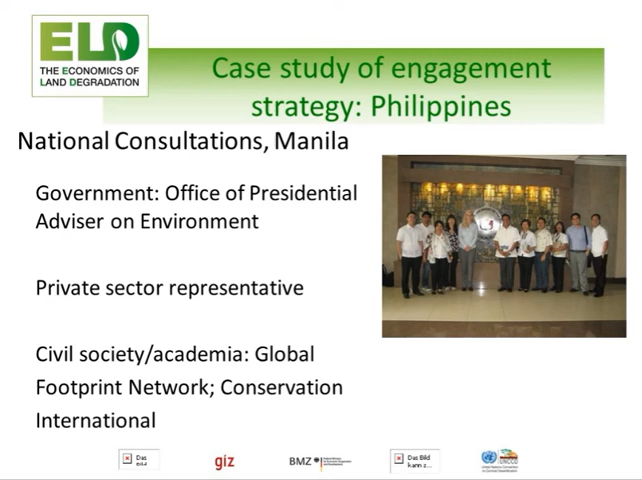 ELD
THE ECONOMICS OF
LAND DEGRADATION
Case study of engagement
strategy: Philippines
National Consultations, Manila
Government: Office of Presidential
Adviser on Environment
Private sector representative
Civil society/academia: Global
Footprint Network; Conservation
International
Das
giz
BMZ
Das Bild
kann z...
UNCCD